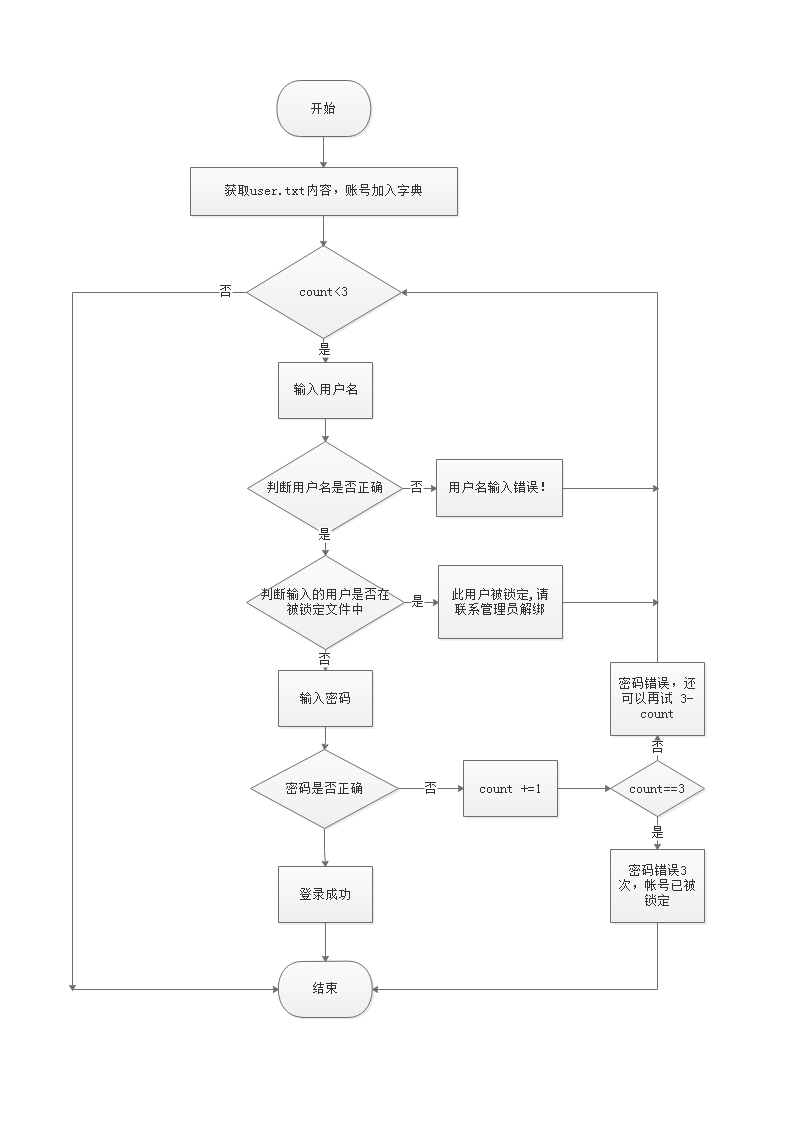 开始
获取user.txt内容，账号加入字典
否
count<3
是
输入用户名
判断用户名是否正确
否
用户名输入错误！
是
判断输入的用户是否在
被锁定文件中
是
此用户被锁定,请
联系管理员解绑
否
输入密码
密码错误，还
可以再试 3-
count
否
密码是否正确
否
count +=1
count==3
是
密码错误3
次，帐号已被
锁定
登录成功
结束